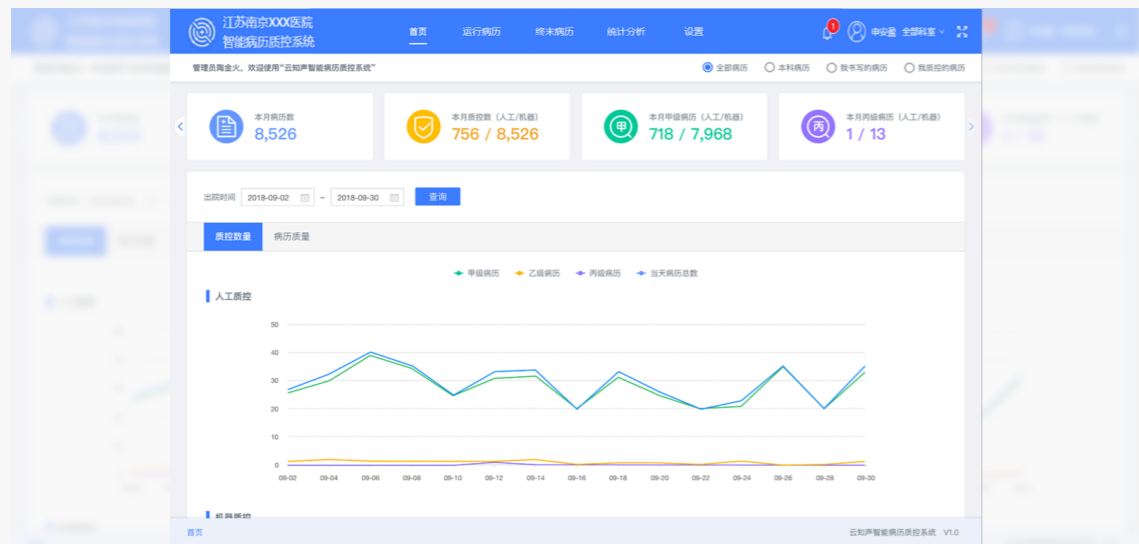 江苏南京XXX医院
智能病历质控系统
首页 运行病历 终末病历 统计分析 设置
1
申安盈 全部科室
管理员陶金火，欢迎使用“云知声智能病历质控系统”
全部病历 本科病历 我书写的病历 我质控的病历
本月病历数
8,526
本月质控数（人工/机器）
756 / 8,526
甲
本月甲级病历（人工/机器）
718 / 7,968
丙
本月丙级病历（人工/机器）
1 / 13
出院时间 2018-09-02 ~ 2018-09-30 查询
质控数量 病历质量
甲级病历 乙级病历 丙级病历 当天病历总数
人工质控
50
40
30
20
10
0
09-02 09-04 09-06 09-08 09-10 09-12 09-14 09-16 09-18 09-20 09-22 09-24 09-26 09-28 09-30
机器质控
首页
云知声智能病历质控系统 V1.0